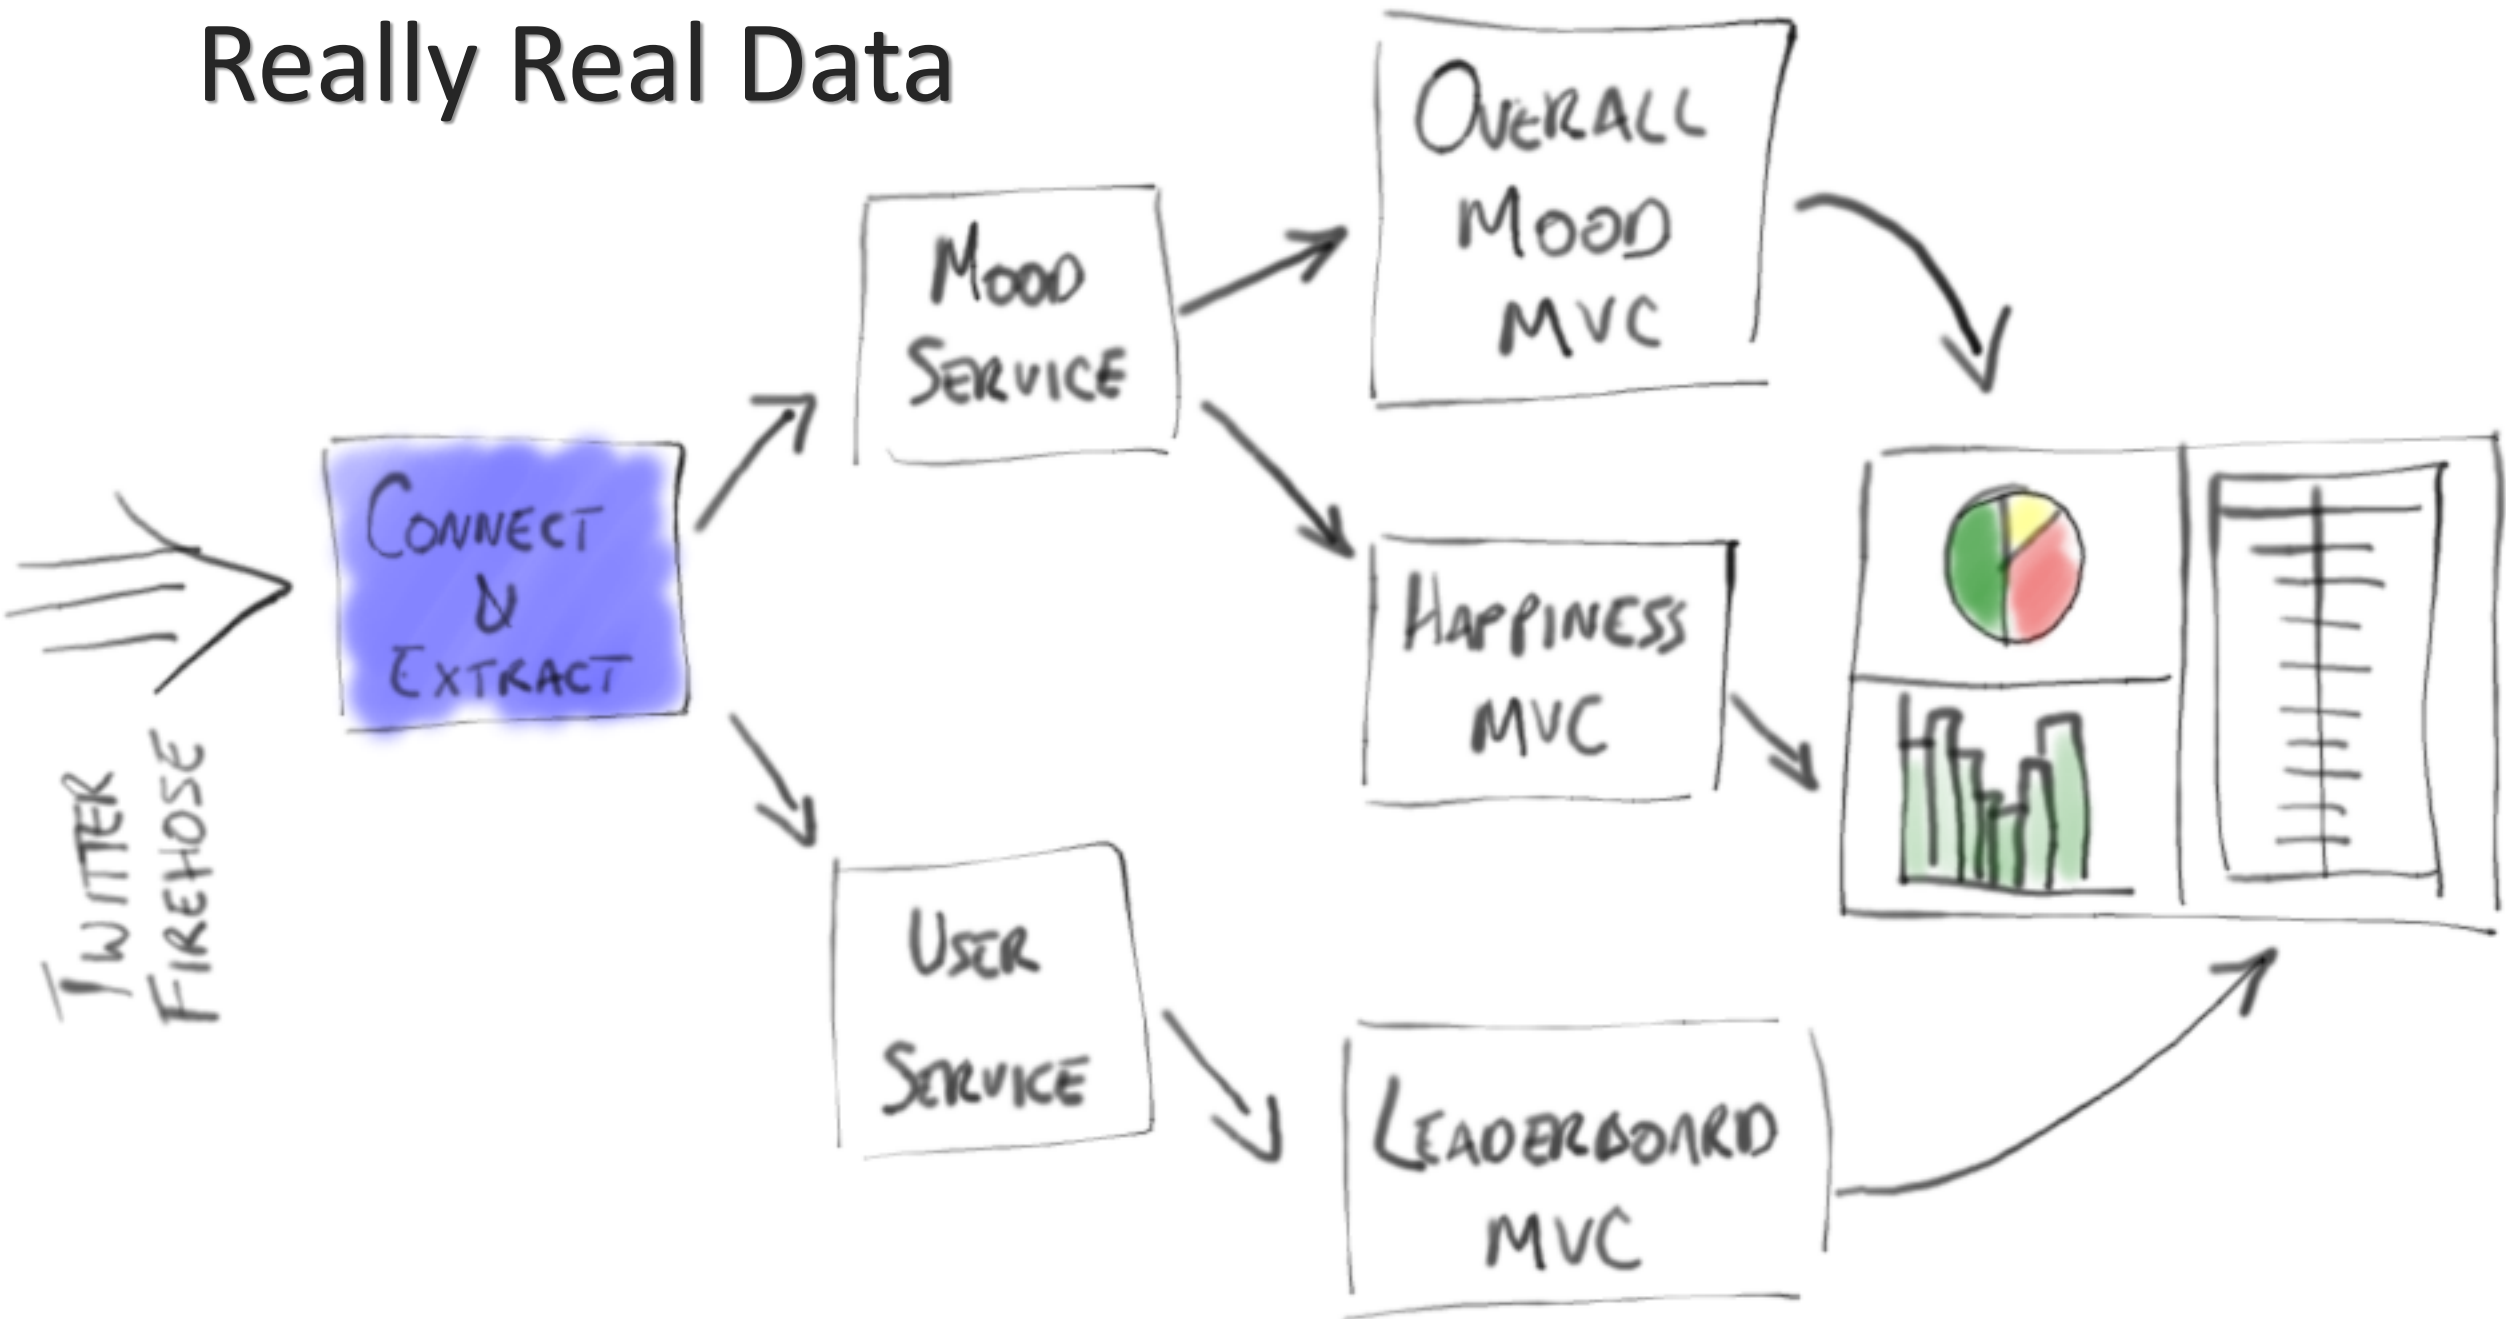 Really Real Data
OVERALL
MOOD
MVC
MOOD
SERVICE
CONNECT
&
EXTRACT
TWITTER
FIREHOSE
HAPPINESS
MVC
USER
SERVICE
LEADERBOARD
MVC